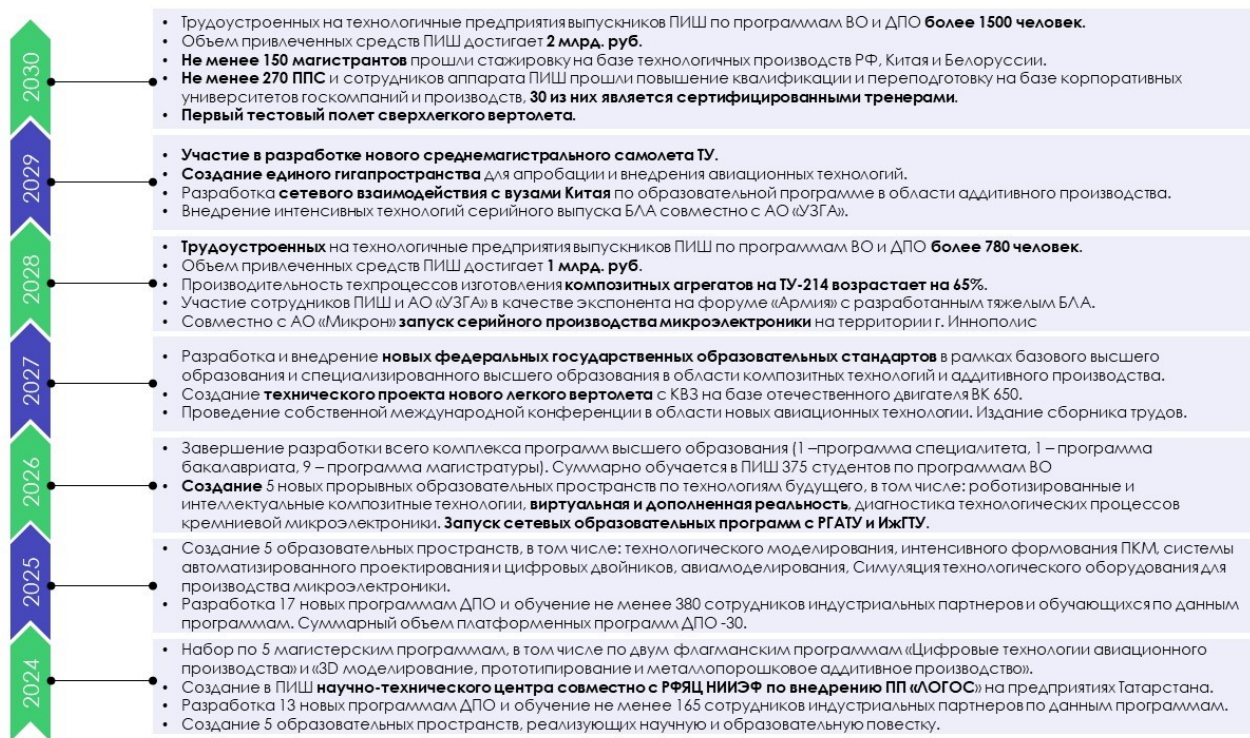 2030
• Трудоустроенных на технологичные предприятия выпускников ПИШ по программам ВО и ДПО более 1500 человек.
• Объем привлеченных средств ПИШ достигает 2 млрд. руб.
• Не менее 150 магистрантов прошли стажировку на базе технологичных производств РФ, Китая и Белоруссии.
• Не менее 270 ППС и сотрудников аппарата ПИШ прошли повышение квалификации и переподготовку на базе корпоративных
университетов госкомпаний и производств, 30 из них является сертифицированными тренерами.
• Первый тестовый полет сверхлегкого вертолета.
2029
• Участие в разработке нового среднемагистрального самолета ТУ.
• Создание единого гигапространства для апробации и внедрения авиационных технологий.
• Разработка сетевого взаимодействия с вузами Китая по образовательной программе в области аддитивного производства.
• Внедрение интенсивных технологий серийного выпуска БЛА совместно с АО «УЗГА».
2028
• Трудоустроенных на технологичные предприятия выпускников ПИШ по программам ВО и ДПО более 780 человек.
• Объем привлеченных средств ПИШ достигает 1 млрд. руб.
• Производительность техпроцессов изготовления композитных агрегатов на ТУ-214 возрастает на 65%.
• Участие сотрудников ПИШ и АО «УЗГА» в качестве экспонента на форуме «Армия» с разработанным тяжелым БЛА.
• Совместно с АО «Микрон» запуск серийного производства микроэлектроники на территории г. Иннополис
2027
• Разработка и внедрение новых федеральных государственных образовательных стандартов в рамках базового высшего
образования и специализированного высшего образования в области композитных технологий и аддитивного производства.
• Создание технического проекта нового легкого вертолета с КВЗ на базе отечественного двигателя ВК 650.
• Проведение собственной международной конференции в области новых авиационных технологии. Издание сборника трудов.
2026
• Завершение разработки всего комплекса программ высшего образования (1 –программа специалитета, 1 – программа
бакалавриата, 9 – программа магистратуры). Суммарно обучается в ПИШ 375 студентов по программам ВО
• Создание 5 новых прорывных образовательных пространств по технологиям будущего, в том числе: роботизированные и
интеллектуальные композитные технологии, виртуальная и дополненная реальность, диагностика технологических процессов
кремниевой микроэлектроники. Запуск сетевых образовательных программ с РГАТУ и ИжГТУ.
2025
• Создание 5 образовательных пространств, в том числе: технологического моделирования, интенсивного формования ПКМ, системы
автоматизированного проектирования и цифровых двойников, авиамоделирования, Симуляция технологического оборудования для
производства микроэлектроники.
• Разработка 17 новых программам ДПО и обучение не менее 380 сотрудников индустриальных партнеров и обучающихся по данным
программам. Суммарный объем платформенных программ ДПО -30.
2024
• Набор по 5 магистерским программам, в том числе по двум флагманским программам «Цифровые технологии авиационного
производства» и «3D моделирование, прототипирование и металлопорошковое аддитивное производство».
• Создание в ПИШ научно-технического центра совместно с РФЯЦ НИИЭФ по внедрению ПП «ЛОГОС» на предприятиях Татарстана.
• Разработка 13 новых программам ДПО и обучение не менее 165 сотрудников индустриальных партнеров по данным программам.
• Создание 5 образовательных пространств, реализующих научную и образовательную повестку.